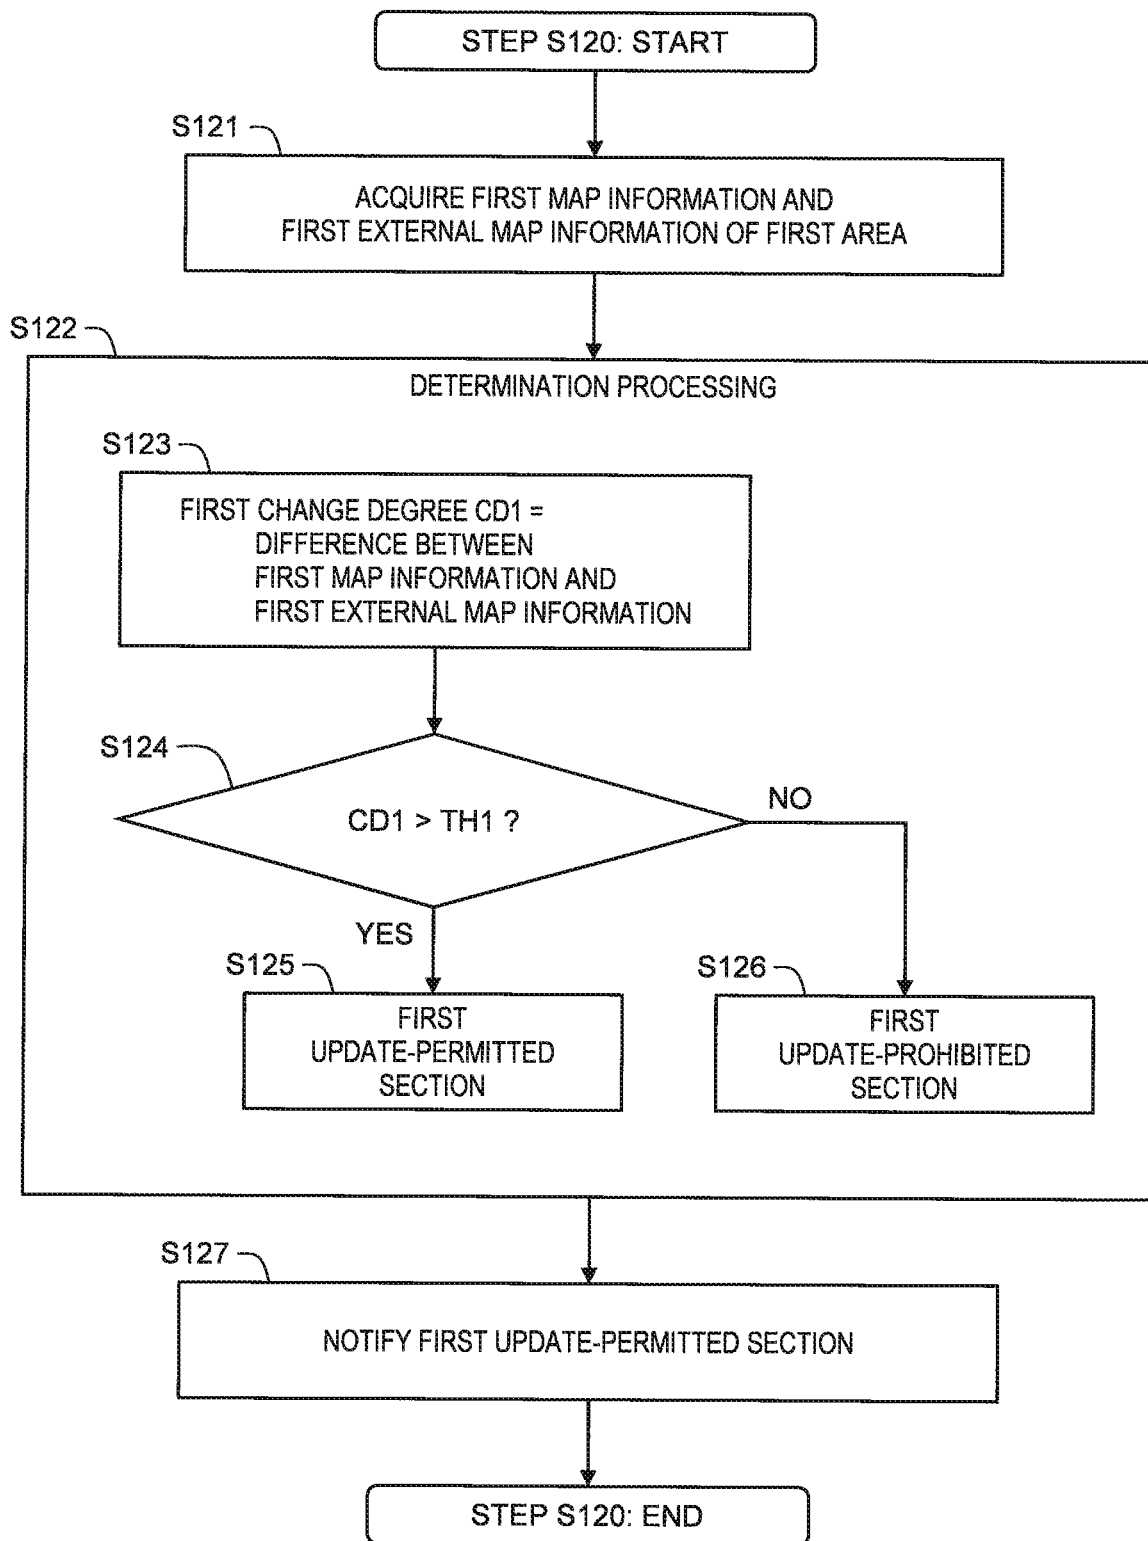 STEP S120: START
S121
ACQUIRE FIRST MAP INFORMATION AND
FIRST EXTERNAL MAP INFORMATION OF FIRST AREA
S122
DETERMINATION PROCESSING
S123
FIRST CHANGE DEGREE CD1 =
DIFFERENCE BETWEEN
FIRST MAP INFORMATION AND
FIRST EXTERNAL MAP INFORMATION
S124
CD1 > TH1 ?
NO
YES
S125
FIRST
UPDATE-PERMITTED
SECTION
S126
FIRST
UPDATE-PROHIBITED
SECTION
S127
NOTIFY FIRST UPDATE-PERMITTED SECTION
STEP S120: END